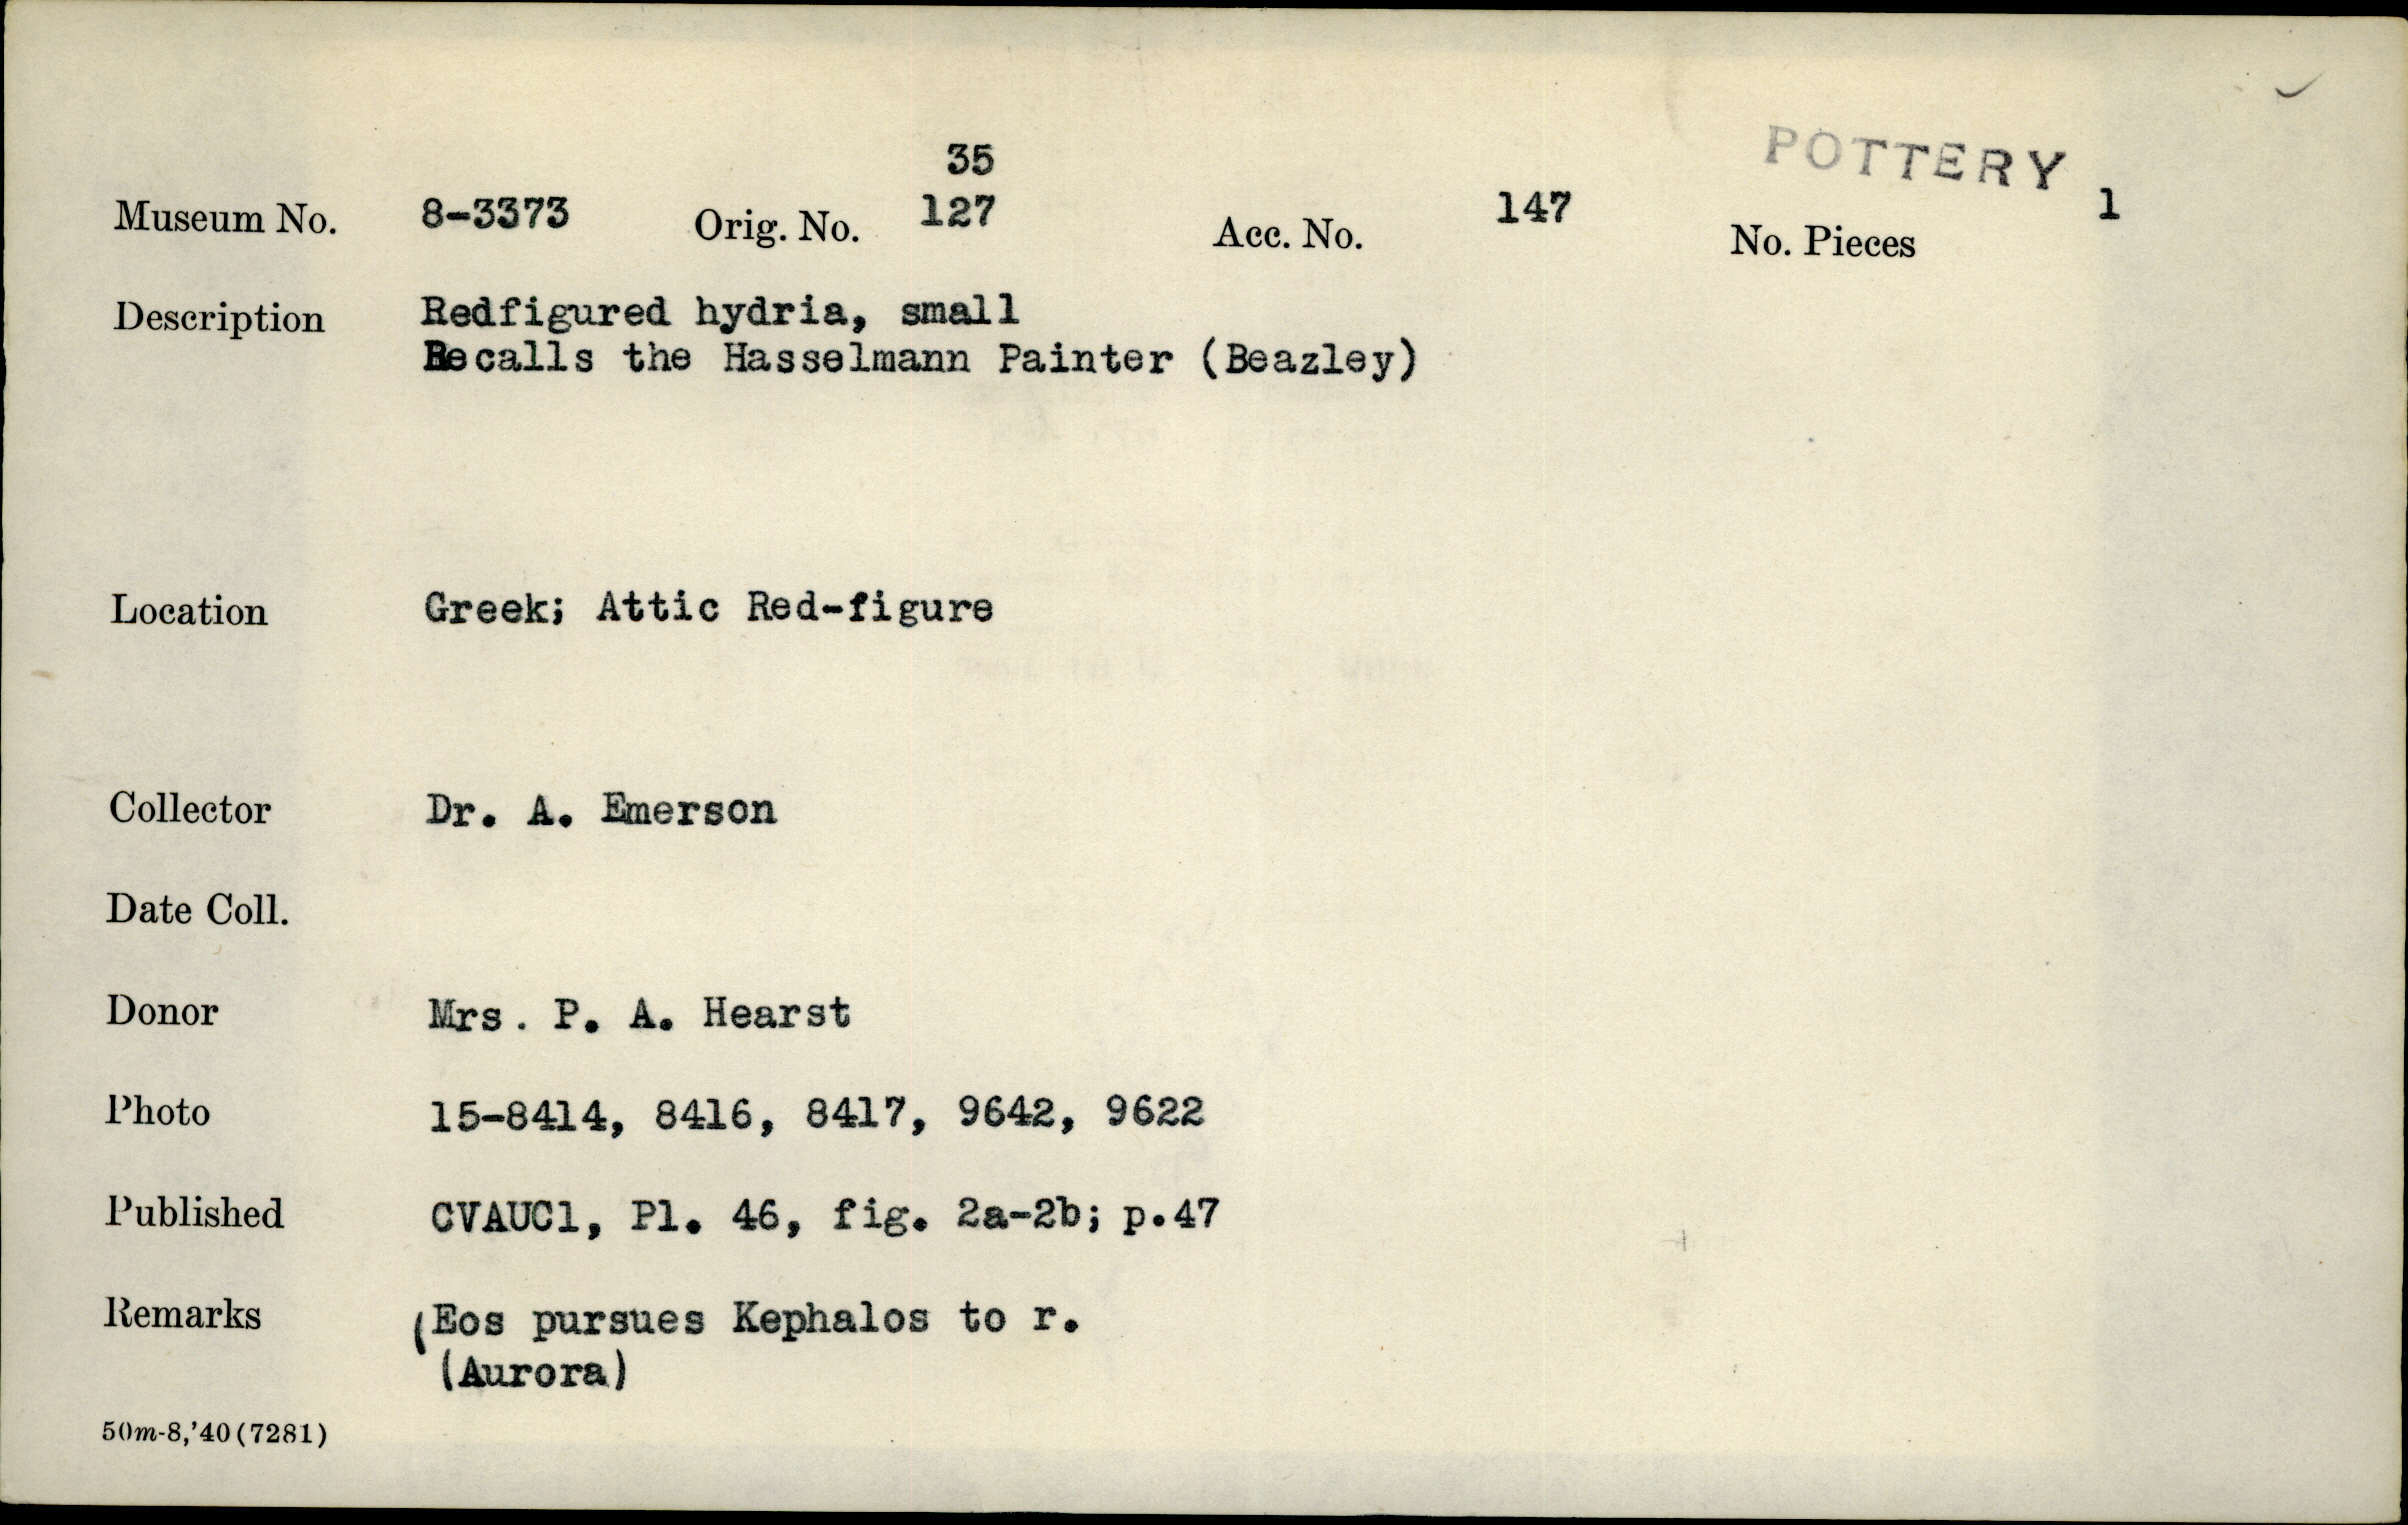 POTTERY
35
Museum No. 8-3373 Orig. No. 127 Acc. No. 147 No. Pieces 1
Description Redfigured hydria, small
Recalls the Hasselmann Painter (Beazley)
Location Greek; Attic Red-figure
Collector Dr. A. Emerson
Date Coll.
Donor Mrs. P. A. Hearst
Photo 15-8414, 8416, 8417, 9642, 9622
Published CVAUC1, Pl. 46, fig. 2a-2b; p.47
Remarks (Eos pursues Kephalos to r.
(Aurora)
50m-8,'40(7281)